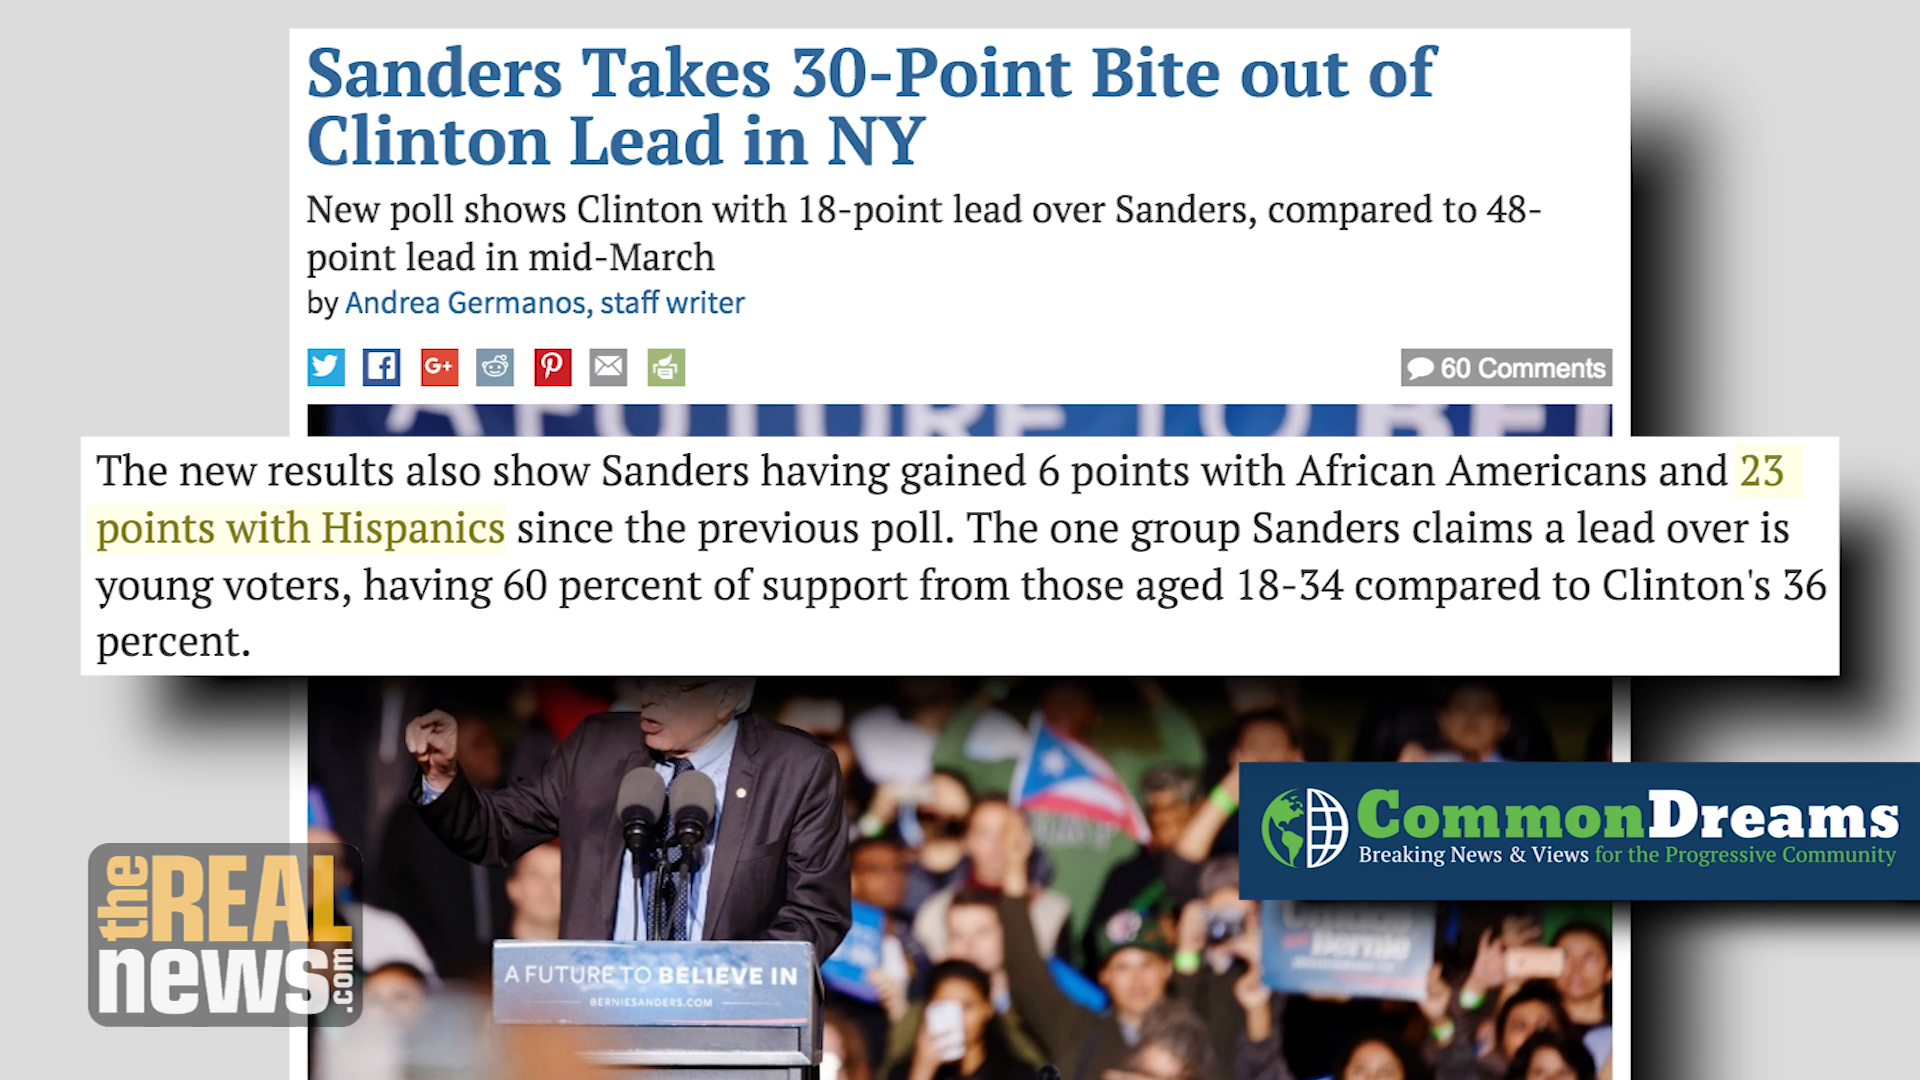 Sanders Takes 30-Point Bite out of
Clinton Lead in NY
New poll shows Clinton with 18-point lead over Sanders, compared to 48-
point lead in mid-March
by Andrea Germanos, staff writer
G+
60 Comments
A FUTURE TO BEI
The new results also show Sanders having gained 6 points with African Americans and 23
points with Hispanics since the previous poll. The one group Sanders claims a lead over is
young voters, having 60 percent of support from those aged 18-34 compared to Clinton's 36
percent.
CommonDreams
Breaking News & Views for the Progressive Community
Bernie
the REAL
news.com
A FUTURE TO BELIEVE IN
BERNIESANDERS.COM